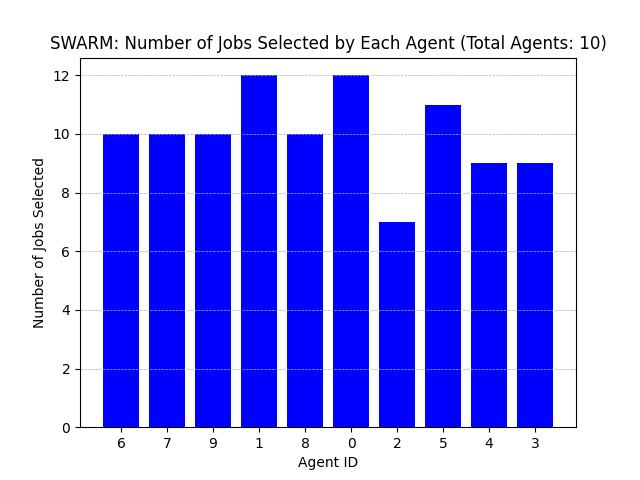 SWARM: Number of Jobs Selected by Each Agent (Total Agents: 10)
12
10
8
6
4
2
0
Number of Jobs Selected
6 7 9 1 8 0 2 5 4 3
Agent ID